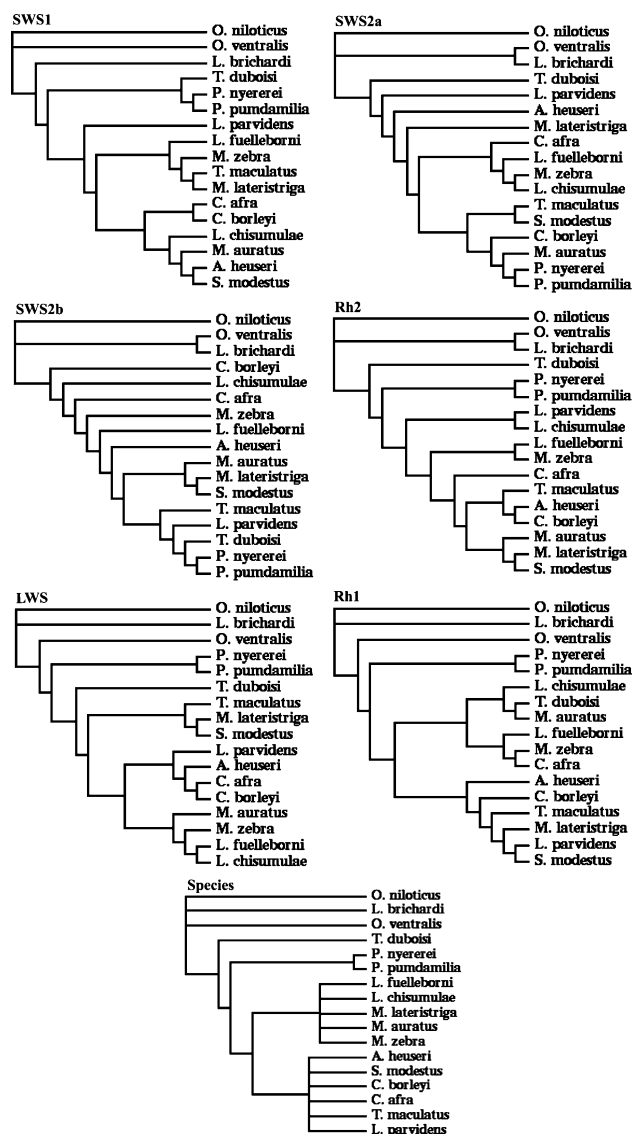 SWS1
O. niloticus
O. ventralis
L. brichardi
T. duboisi
P. nyererei
P. pumdamilia
L. parvidens
L. fuelleborni
M. zebra
T. maculatus
M. lateristriga
C. afra
C. borleyi
L. chisumulae
M. auratus
A. heuseri
S. modestus
SWS2a
O. niloticus
O. ventralis
L. brichardi
T. duboisi
L. parvidens
A. heuseri
M. lateristriga
C. afra
L. fuelleborni
M. zebra
L. chisumulae
T. maculatus
S. modestus
C. borleyi
M. auratus
P. nyererei
P. pumdamilia
SWS2b
O. niloticus
O. ventralis
L. brichardi
C. borleyi
L. chisumulae
C. afra
M. zebra
L. fuelleborni
A. heuseri
M. auratus
M. lateristriga
S. modestus
T. maculatus
L. parvidens
T. duboisi
P. nyererei
P. pumdamilia
Rh2
O. niloticus
O. ventralis
L. brichardi
T. duboisi
P. nyererei
P. pumdamilia
L. parvidens
L. chisumulae
L. fuelleborni
M. zebra
C. afra
T. maculatus
A. heuseri
C. borleyi
M. auratus
M. lateristriga
S. modestus
LWS
O. niloticus
L. brichardi
O. ventralis
P. nyererei
P. pumdamilia
T. duboisi
T. maculatus
M. lateristriga
S. modestus
L. parvidens
A. heuseri
C. afra
C. borleyi
M. auratus
M. zebra
L. fuelleborni
L. chisumulae
Rh1
O. niloticus
L. brichardi
O. ventralis
P. nyererei
P. pumdamilia
L. chisumulae
T. duboisi
M. auratus
L. fuelleborni
M. zebra
C. afra
A. heuseri
C. borleyi
T. maculatus
M. lateristriga
L. parvidens
S. modestus
Species
O. niloticus
L. brichardi
O. ventralis
T. duboisi
P. nyererei
P. pumdamilia
L. fuelleborni
L. chisumulae
M. lateristriga
M. auratus
M. zebra
A. heuseri
S. modestus
C. borleyi
C. afra
T. maculatus
L. parvidens